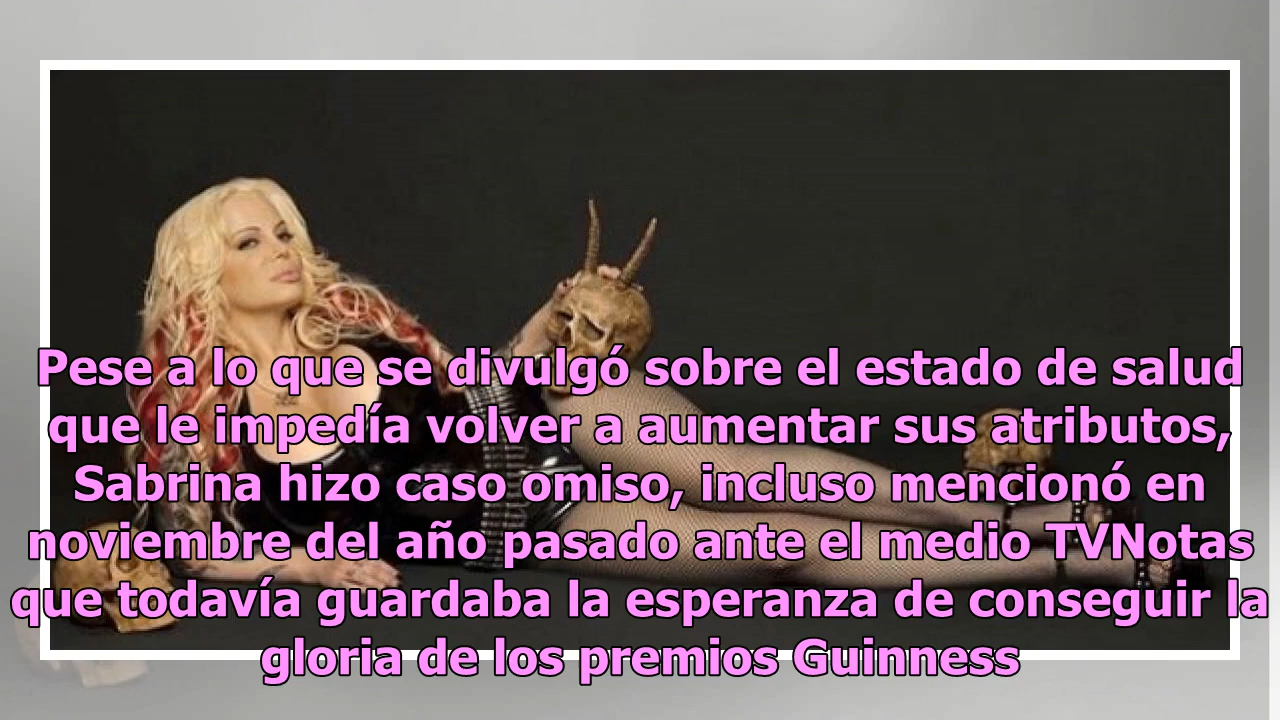 Pese a lo que se divulgó sobre el estado de salud
que le impedía volver a aumentar sus atributos,
Sabrina hizo caso omiso, incluso mencionó en
noviembre del año pasado ante el medio TVNotas
que todavía guardaba la esperanza de conseguir la
gloria de los premios Guinness